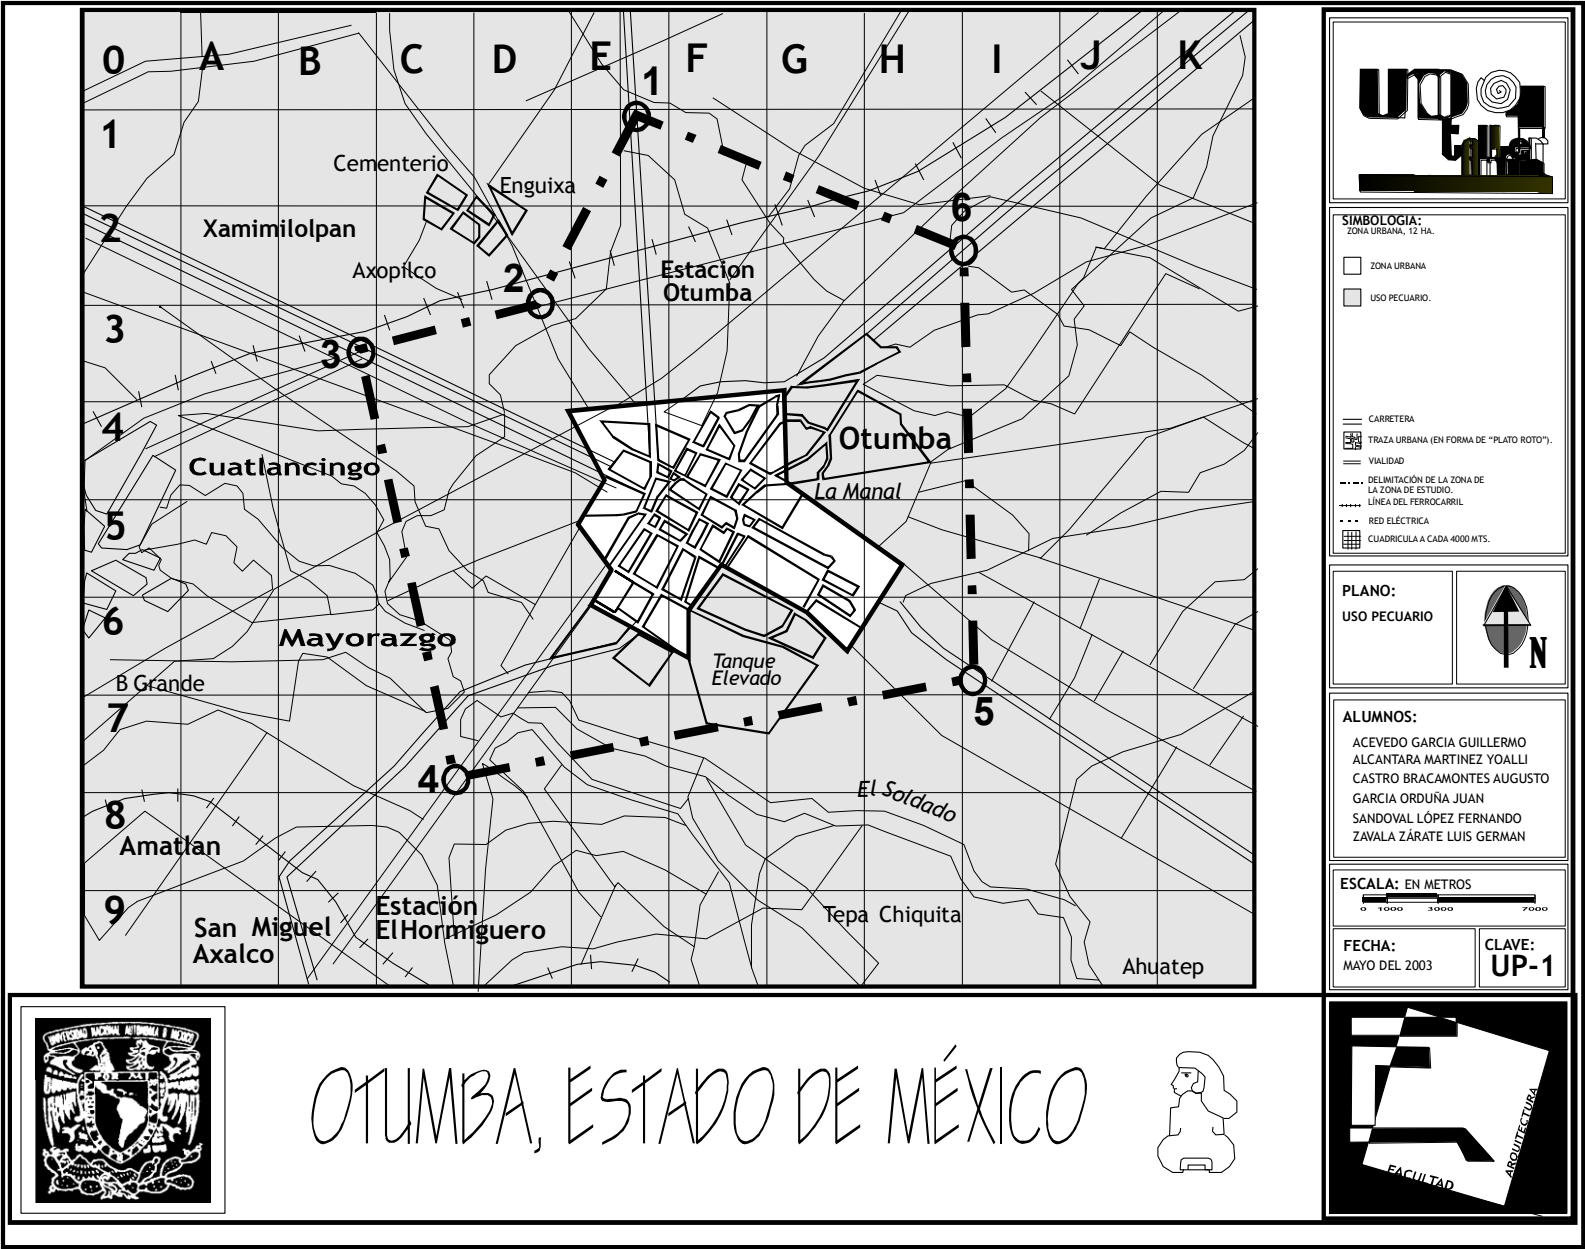 0 A B C D E F G H I J K
1
1
Cementerio
Enguixa
2
6
Xamimilolpan
Axopilco
2
Estacion
Otumba
3
3
4
Otumba
Cuatlancingo
La Manal
5
6
Mayorazgo
Tanque
Elevado
B Grande
7
5
4
El Soldado
8
Amatlan
9
Estación
El Hormiguero
San Miguel
Axalco
Tepa Chiquita
Ahuatep
SIMBOLOGIA:
ZONA URBANA, 12 HA.
ZONA URBANA
USO PECUARIO.
CARRETERA
TRAZA URBANA (EN FORMA DE “PLATO ROTO”).
VIALIDAD
DELIMITACIÓN DE LA ZONA DE
LA ZONA DE ESTUDIO.
LÍNEA DEL FERROCARRIL
RED ELÉCTRICA
CUADRICULA A CADA 4000 MTS.
PLANO:
USO PECUARIO
N
ALUMNOS:
ACEVEDO GARCIA GUILLERMO
ALCANTARA MARTINEZ YOALLI
CASTRO BRACAMONTES AUGUSTO
GARCIA ORDUÑA JUAN
SANDOVAL LÓPEZ FERNANDO
ZAVALA ZÁRATE LUIS GERMAN
ESCALA: EN METROS
0 1000 3000 7000
FECHA:
MAYO DEL 2003
CLAVE:
UP-1
OTUMBA, ESTADO DE MÉXICO
FACULTAD
ARQUITECTURA